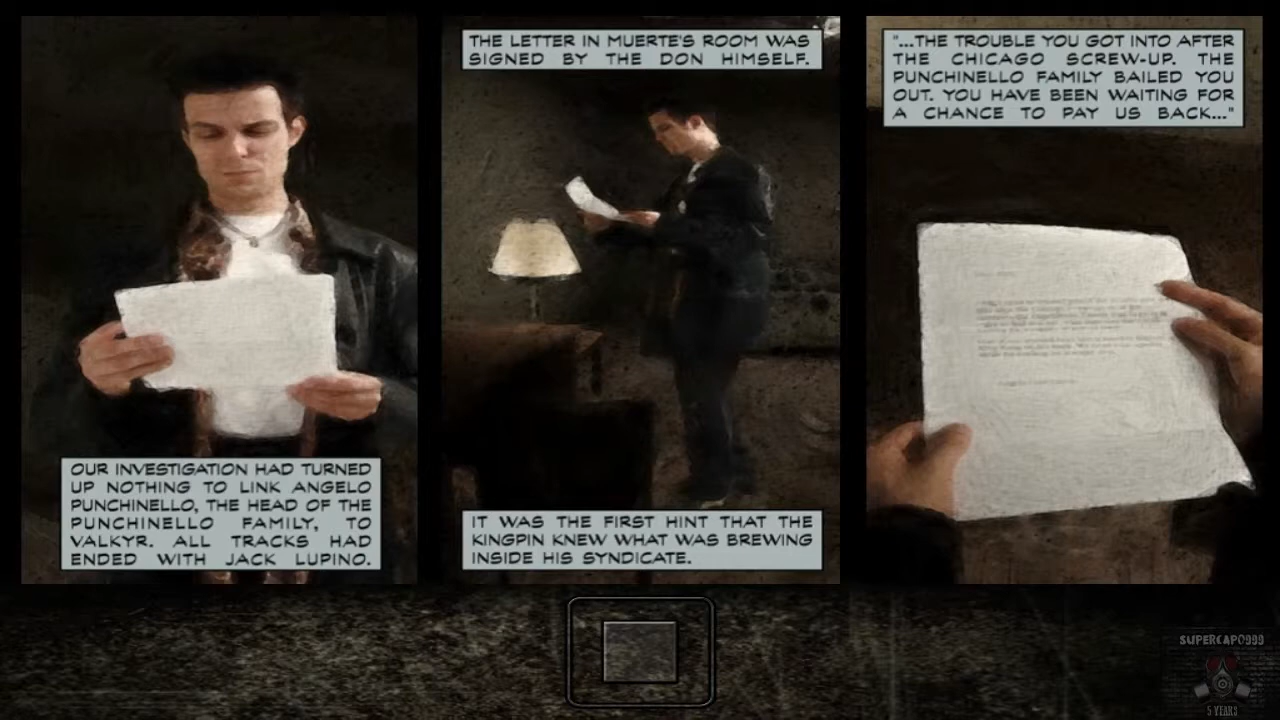 OUR INVESTIGATION HAD TURNED
UP NOTHING TO LINK ANGELO
PUNCHINELLO, THE HEAD OF THE
PUNCHINELLO FAMILY, TO
VALKYR. ALL TRACKS HAD
ENDED WITH JACK LUPINO.
THE LETTER IN MUERTE'S ROOM WAS
SIGNED BY THE DON HIMSELF.
IT WAS THE FIRST HINT THAT THE
KINGPIN KNEW WHAT WAS BREWING
INSIDE HIS SYNDICATE.
"...THE TROUBLE YOU GOT INTO AFTER
THE CHICAGO SCREW-UP. THE
PUNCHINELLO FAMILY BAILED YOU
OUT. YOU HAVE BEEN WAITING FOR
A CHANCE TO PAY US BACK..."
SUPERCAPO999
5 YEARS